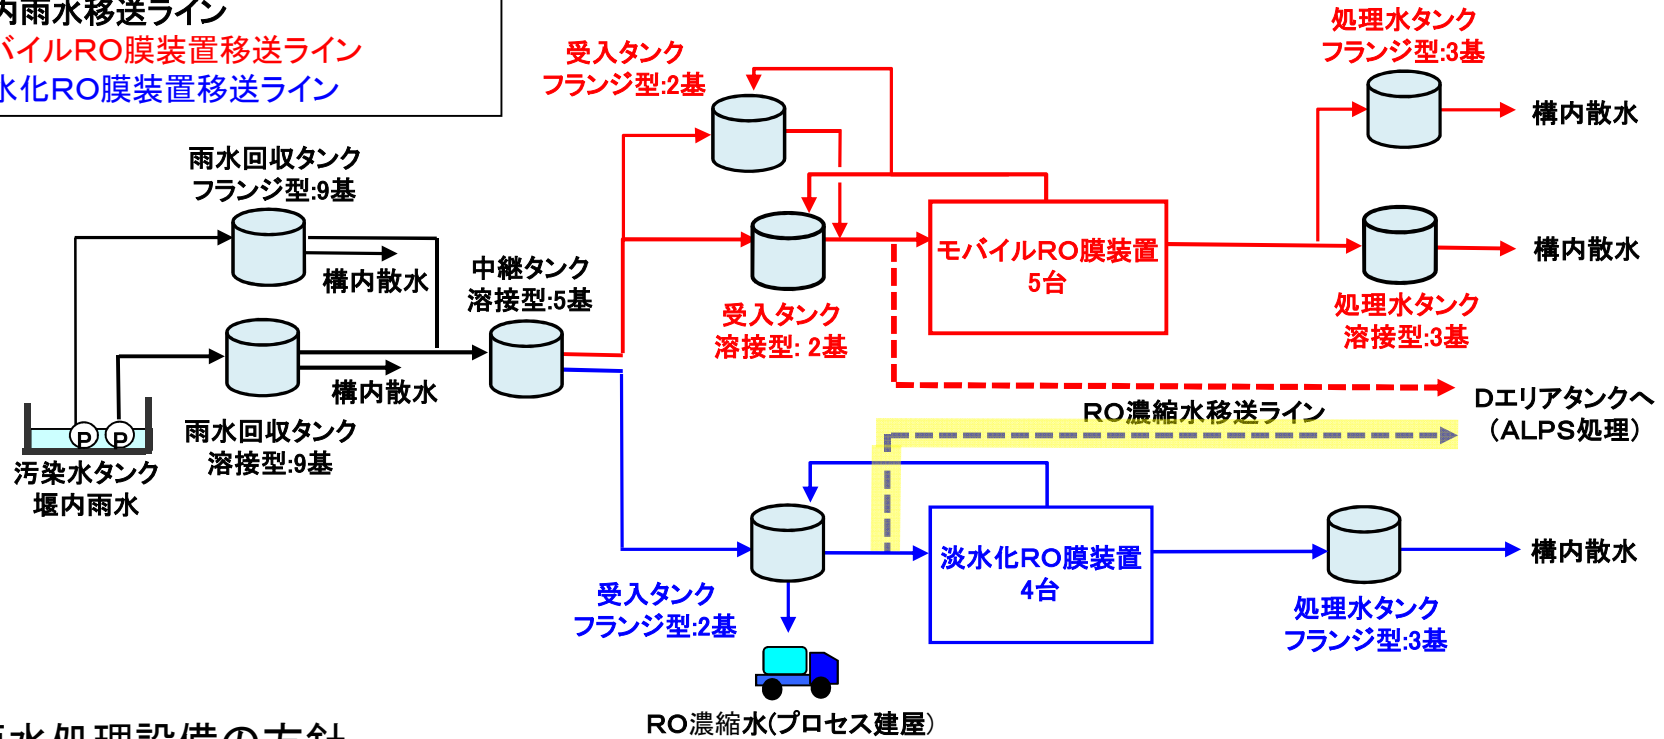 内雨水移送ライン
バイルRO膜装置移送ライン
水化RO膜装置移送ライン
受入タンク
フランジ型:2基
処理水タンク
フランジ型:3基
構内散水
雨水回収タンク
フランジ型:9基
構内散水
中継タンク
溶接型:5基
モバイルRO膜装置
5台
構内散水
受入タンク
溶接型: 2基
処理水タンク
溶接型:3基
構内散水
RO濃縮水移送ライン
Dエリアタンクへ
(ALPS処理)
P P
雨水回収タンク
溶接型:9基
汚染水タンク
堰内雨水
淡水化RO膜装置
4台
構内散水
受入タンク
フランジ型:2基
処理水タンク
フランジ型:3基
RO濃縮水(プロセス建屋)
雨水処理設備の方針